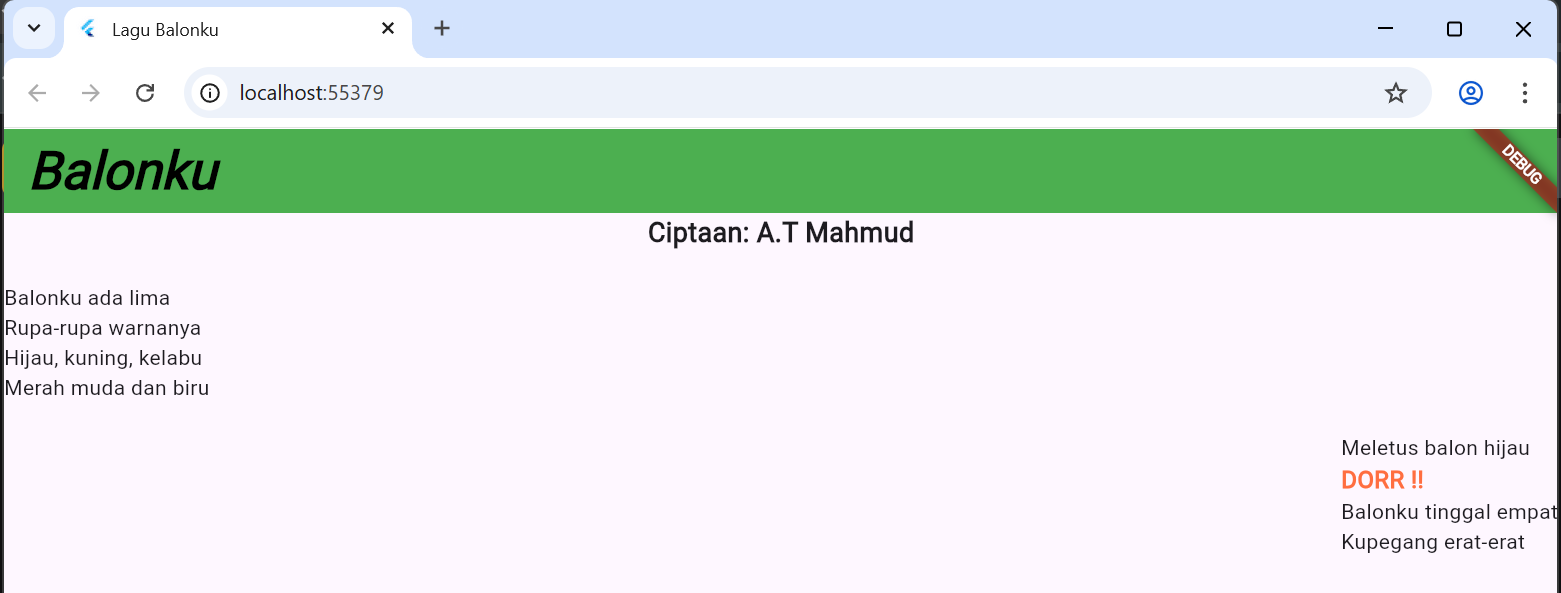 Lagu Balonku
localhost:55379
Balonku
DEBUG
Ciptaan: A.T Mahmud
Balonku ada lima
Rupa-rupa warnanya
Hijau, kuning, kelabu
Merah muda dan biru
Meletus balon hijau
DORR !!
Balonku tinggal empat
Kupegang erat-erat